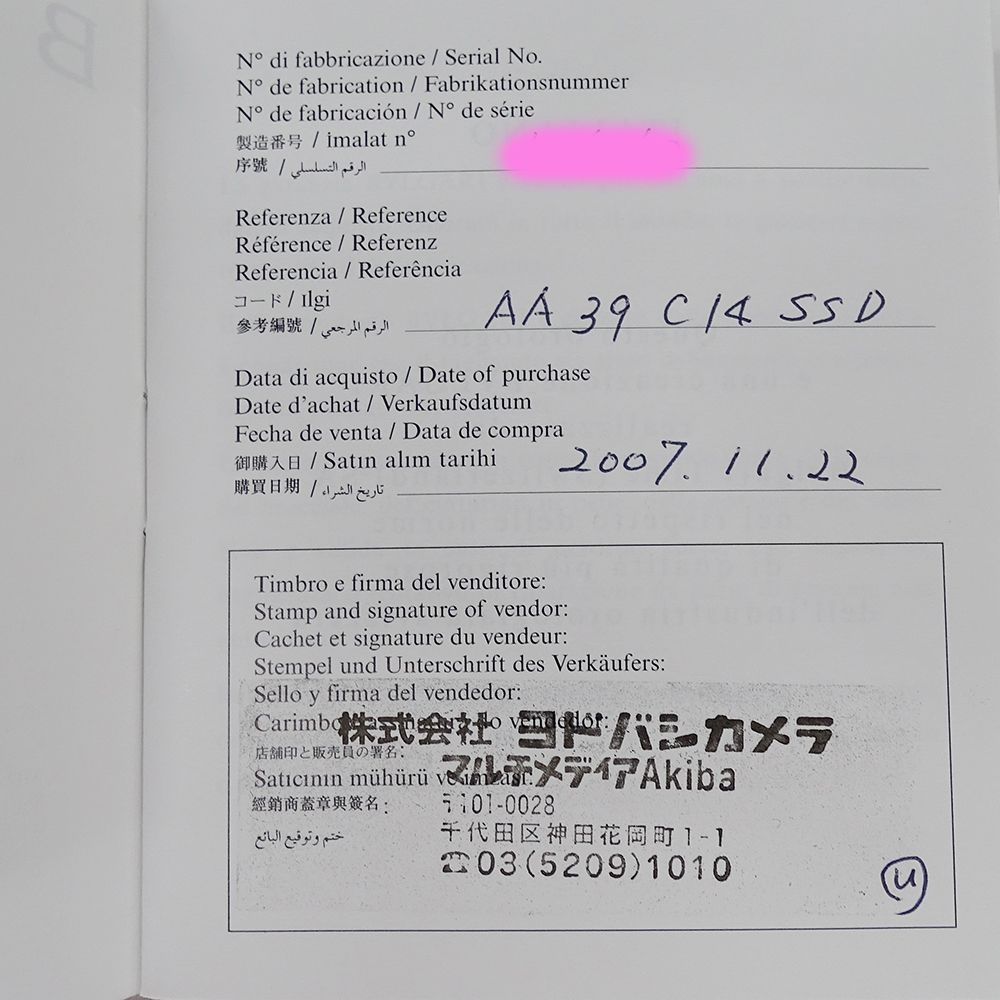 N° di fabbricazione / Serial No.
N° de fabrication / Fabrikationsnummer
N° de fabricación / N° de série
製造番号 / İmalat n°
序號 / الرقم التسلسلي
Referenza / Reference
Référence / Referenz
Referencia / Referência
コード / Ilgi
參考編號 / الرقم المرجعي
AA 39 C14 SSD
Data di acquisto / Date of purchase
Date d'achat / Verkaufsdatum
Fecha de venta / Data de compra
御購入日 / Satın alım tarihi
購買日期 / تاريخ الشراء
2007. 11. 22
Timbro e firma del venditore:
Stamp and signature of vendor:
Cachet et signature du vendeur:
Stempel und Unterschrift des Verkäufers:
Sello y firma del vendedor:
Carimbo do vendedor:
株式会社 ヨドバシカメラ
店舗印と販売員の署名:
マルチメディアAkiba
Satıcının mühürü ve imzası:
經銷商蓋章與簽名:
〒101-0028
ختم وتوقيع البائع
千代田区神田花岡町1-1
☎03(5209)1010